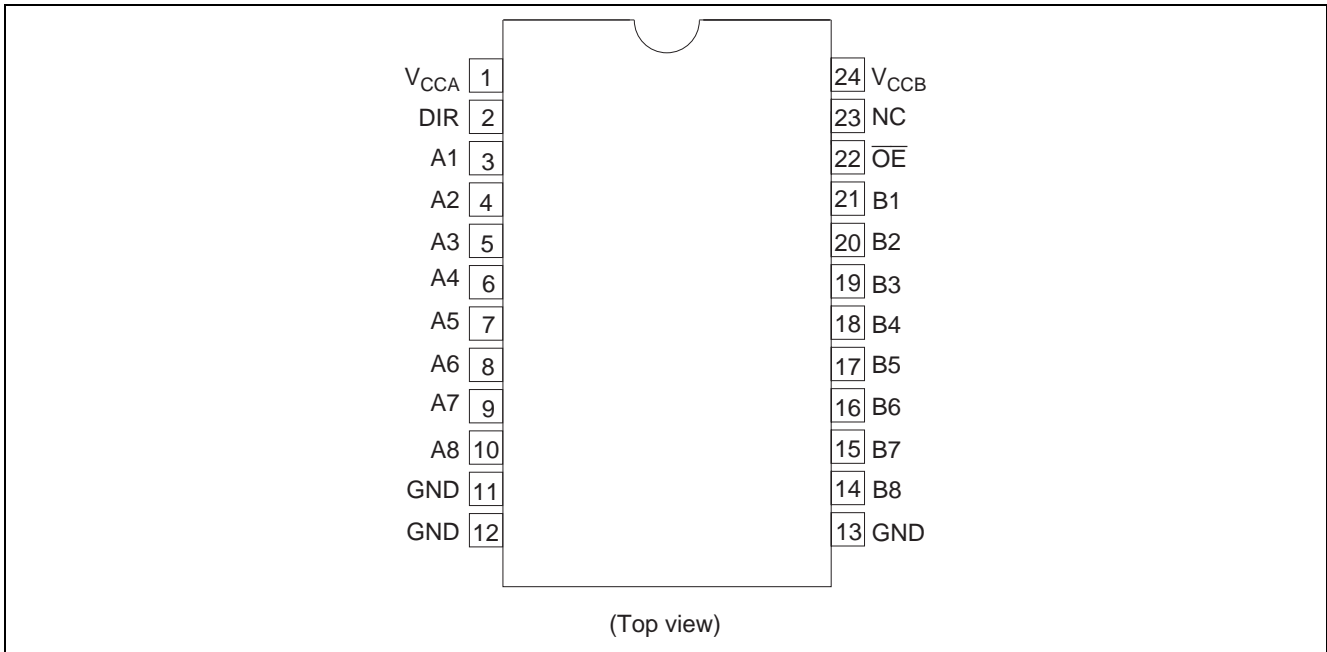 VCCA 1 24 VCCB
DIR 2 23 NC
A1 3 22 O̅E̅
A2 4 21 B1
A3 5 20 B2
A4 6 19 B3
A5 7 18 B4
A6 8 17 B5
A7 9 16 B6
A8 10 15 B7
GND 11 14 B8
GND 12 13 GND
(Top view)